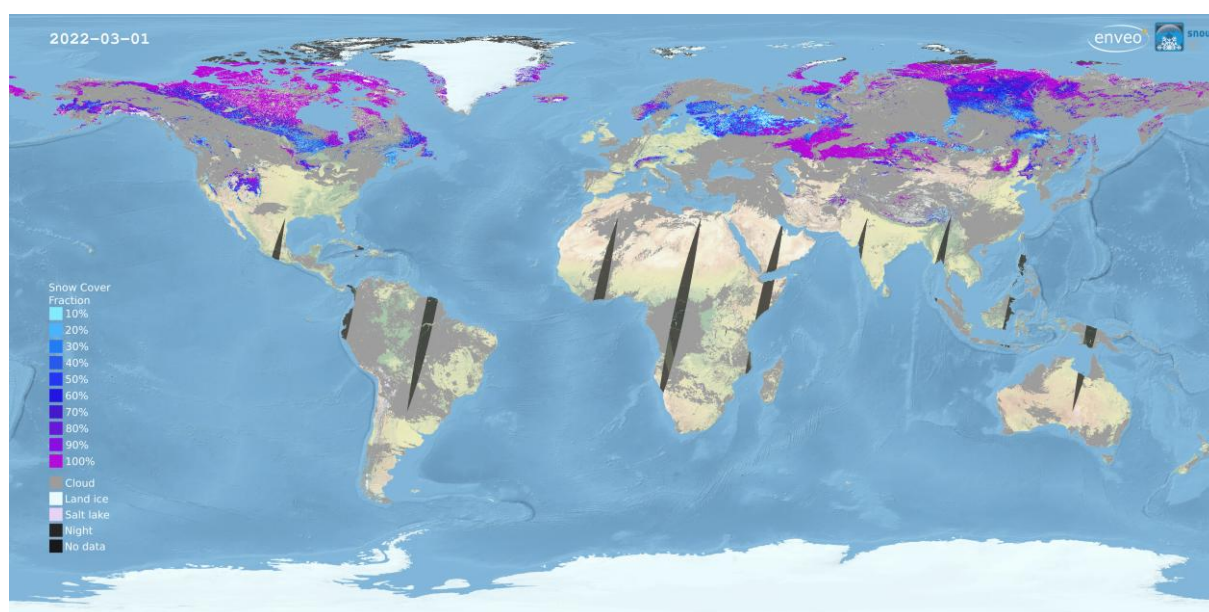 2022-03-01
enveo
snow
Snow Cover
Fraction
10%
20%
30%
40%
50%
60%
70%
80%
90%
100%
Cloud
Land ice
Salt lake
Night
No data